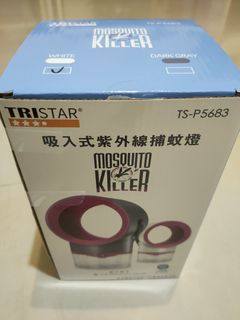 MOSQUITO
KILLER
WHITE
DARK GRAY
TRISTAR®
TS-P5683
吸入式紫外線捕蚊燈
MOSQUITO
KILLER